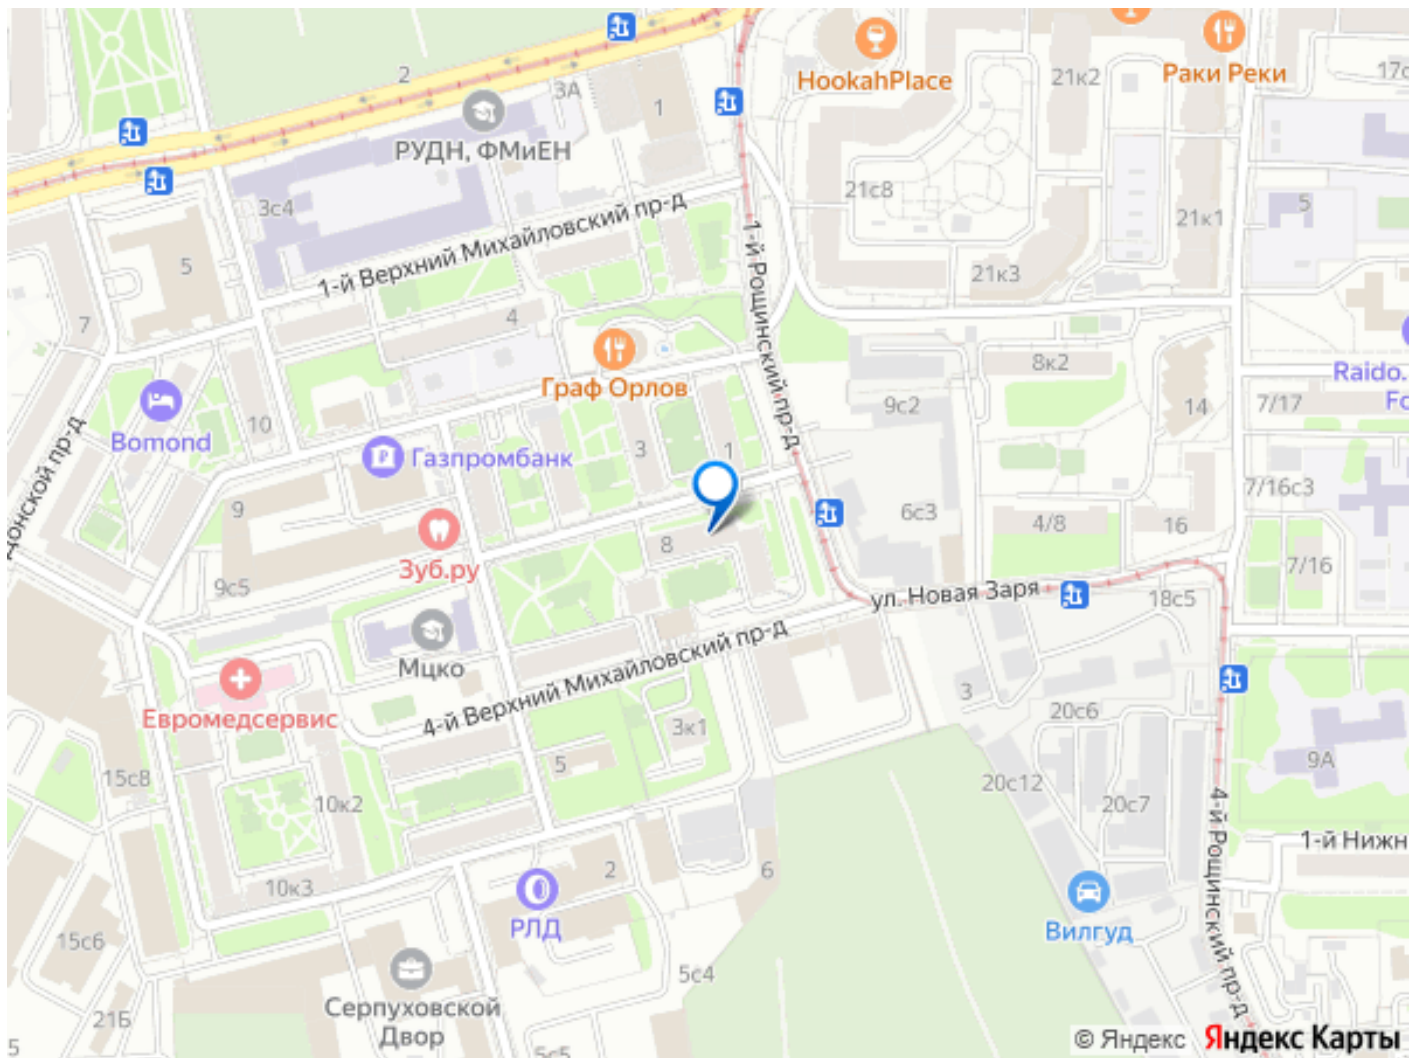 HookahPlace
Раки Реки
21к2
17с
2
3А
1
РУДН, ФМиЕН
3с4
21с8
5
21к1
1-й Верхний Михайловский пр-д
1-й Рощинский пр-д
5
21к3
7
4
Граф Орлов
8к2
Raido.
Fo
9с2
14
7/17
Bomond
10
3
1
Газпромбанк
Донской пр-д
7/16с3
9
6с3
4/8
16
8
Зуб.ру
7/16
9с5
ул. Новая Заря
18с5
Мцко
4-й Верхний Михайловский пр-д
3
Евромедсервис
20с6
3к1
5
9А
15с8
20с12
20с7
10к2
4-й Рощинский пр-д
1-й Нижн
2
6
10к3
РЛД
Вилгуд
15с6
5с4
Серпуховской
Двор
21Б
5
5с5
© Яндекс Яндекс Карты